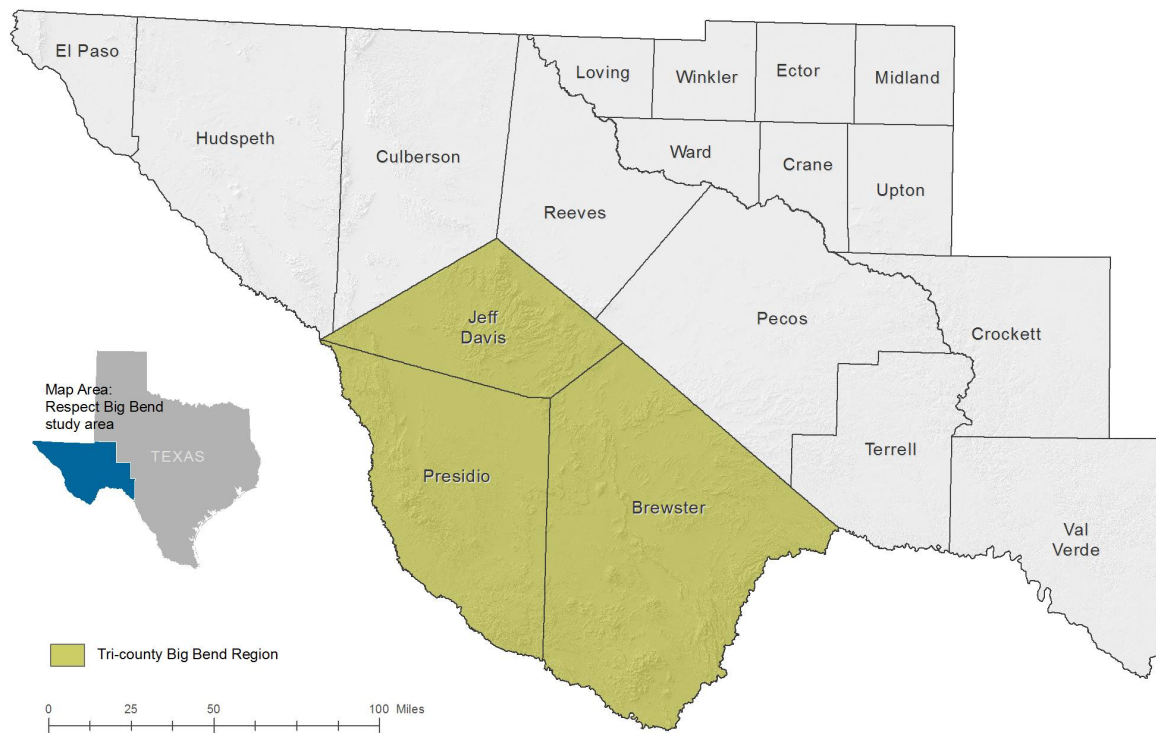 El Paso
Hudspeth
Culberson
Loving
Winkler
Ector
Midland
Reeves
Ward
Crane
Upton
Jeff
Davis
Pecos
Crockett
Presidio
Brewster
Terrell
Val
Verde
Map Area:
Respect Big Bend
study area
TEXAS
Tri-county Big Bend Region
0 25 50 100 Miles